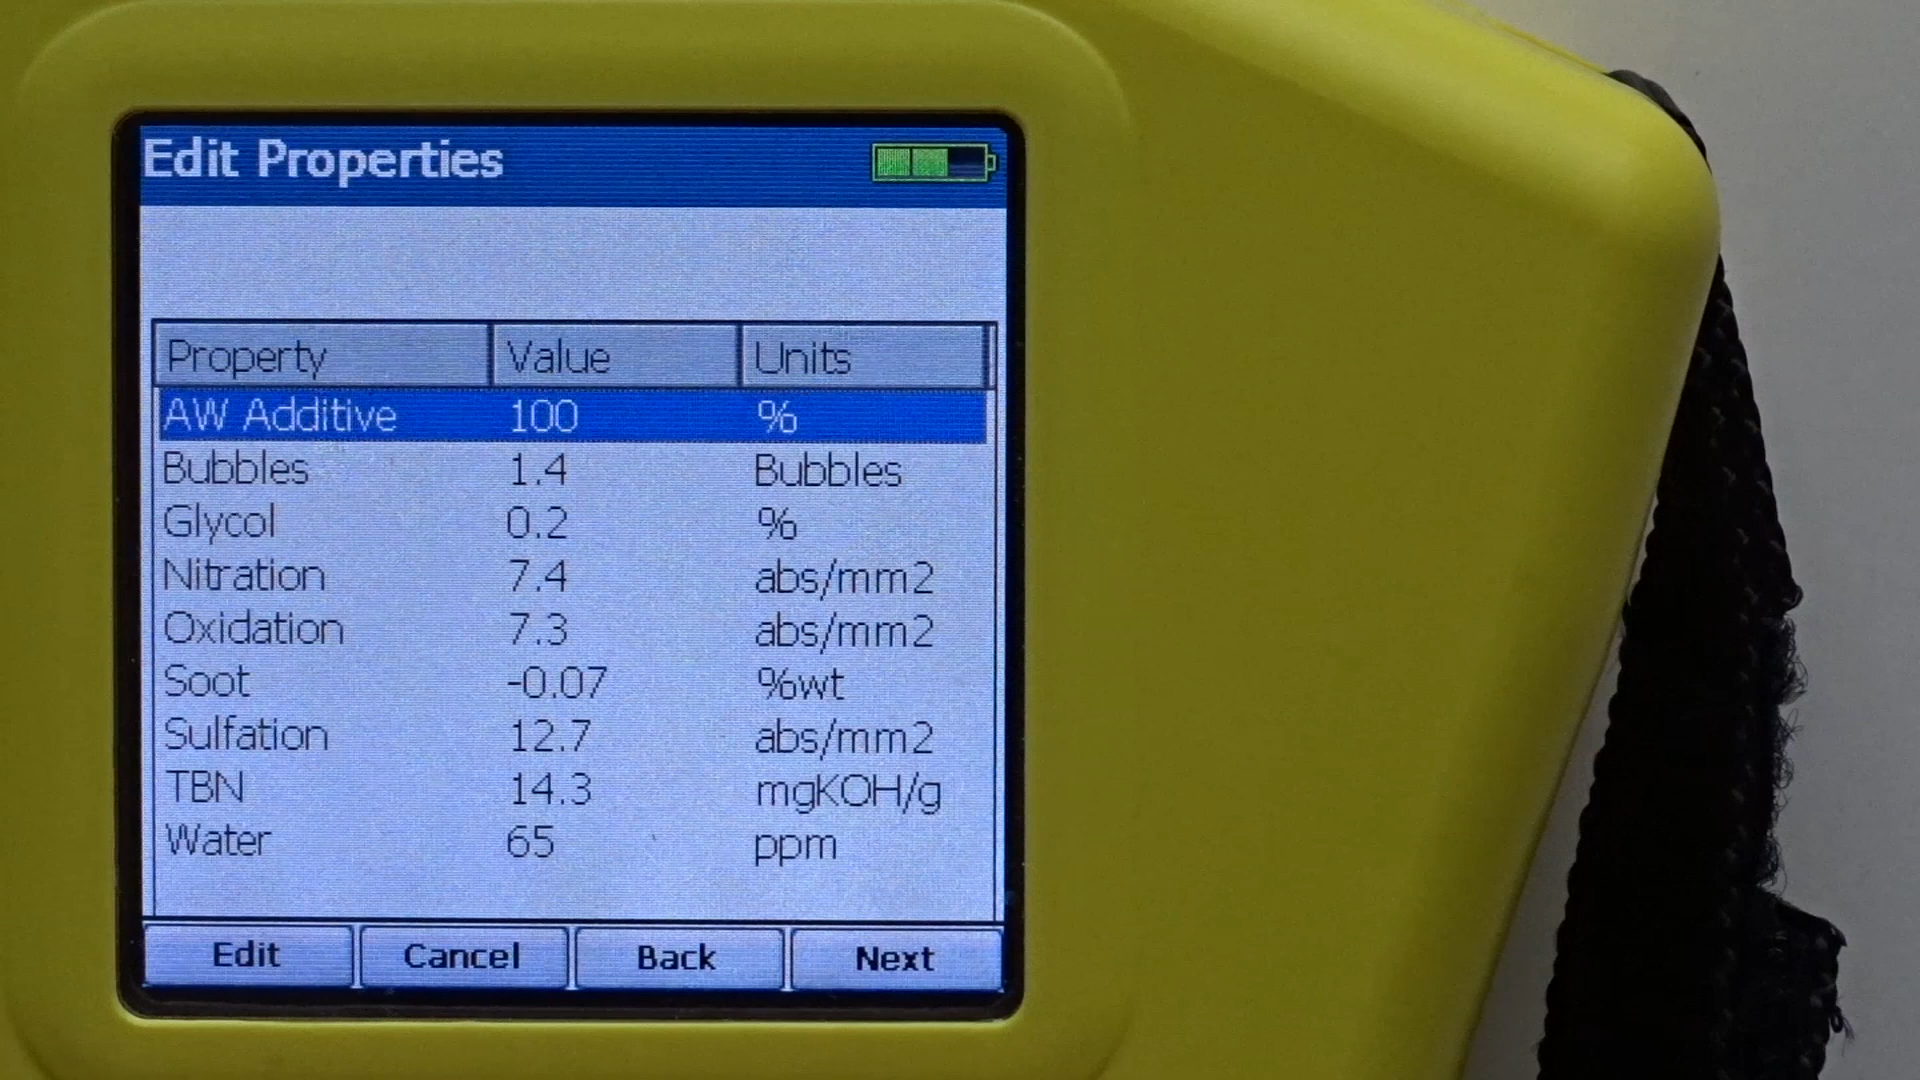 Edit Properties
Property Value Units
AW Additive 100 %
Bubbles 1.4 Bubbles
Glycol 0.2 %
Nitration 7.4 abs/mm2
Oxidation 7.3 abs/mm2
Soot -0.07 %wt
Sulfation 12.7 abs/mm2
TBN 14.3 mgKOH/g
Water 65 ppm
Edit Cancel Back Next